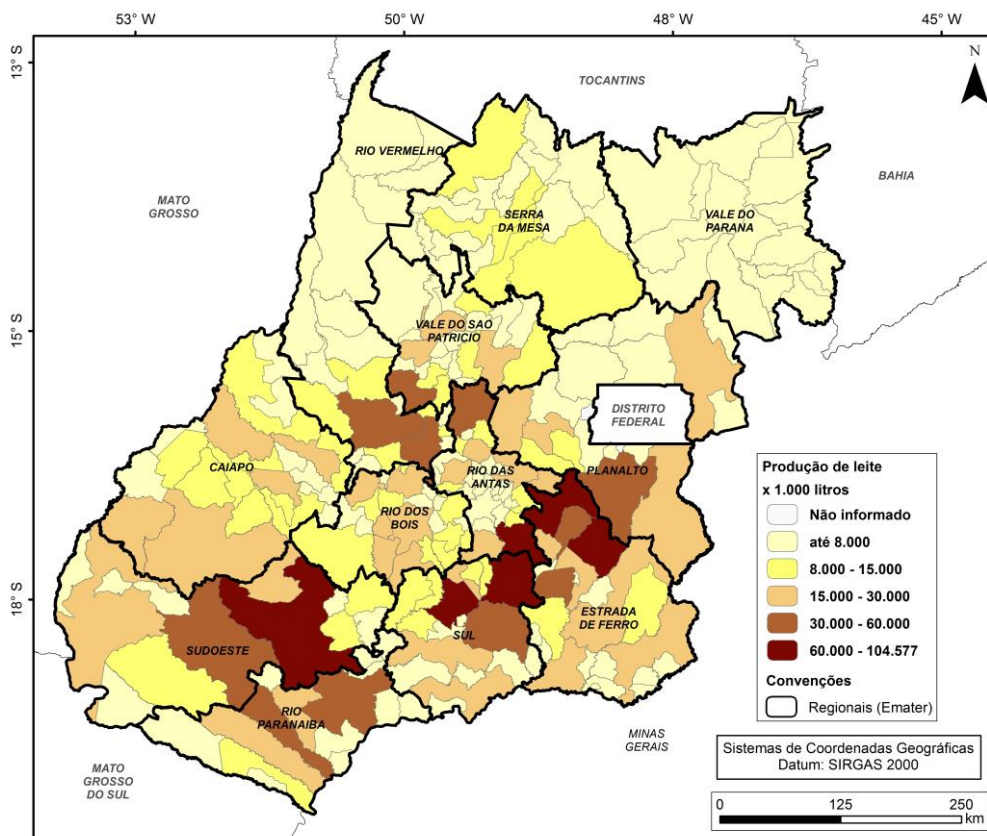 53° W
50° W
48° W
45° W
13° S
15° S
18° S
N
TOCANTINS
BAHIA
MATO
GROSSO
RIO VERMELHO
SERRA
DA MESA
VALE DO
PARANA
VALE DO SAO
PATRICIO
DISTRITO
FEDERAL
CAIAPO
RIO DAS
ANTAS
PLANALTO
RIO DOS
BOIS
ESTRADA
DE FERRO
SUL
SUDOESTE
RIO
PARANAIBA
MINAS
GERAIS
MATO
GROSSO
DO SUL
Produção de leite
x 1.000 litros
Não informado
até 8.000
8.000 - 15.000
15.000 - 30.000
30.000 - 60.000
60.000 - 104.577
Convenções
Regionais (Emater)
Sistemas de Coordenadas Geográficas
Datum: SIRGAS 2000
0 125 250
km